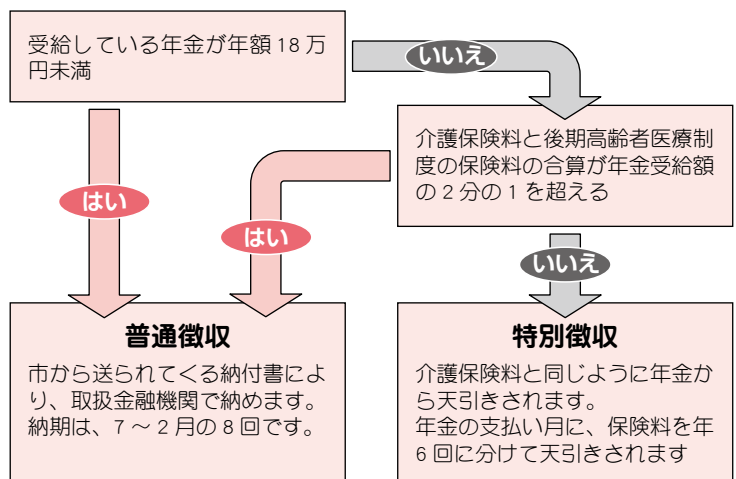 受給している年金が年額18万
円未満
いいえ
介護保険料と後期高齢者医療制
度の保険料の合算が年金受給額
の2分の1を超える
はい
はい
いいえ
普通徴収
市から送られてくる納付書によ
り、取扱金融機関で納めます。
納期は、7～2月の8回です。
特別徴収
介護保険料と同じように年金か
ら天引きされます。
年金の支払い月に、保険料を年
6回に分けて天引きされます